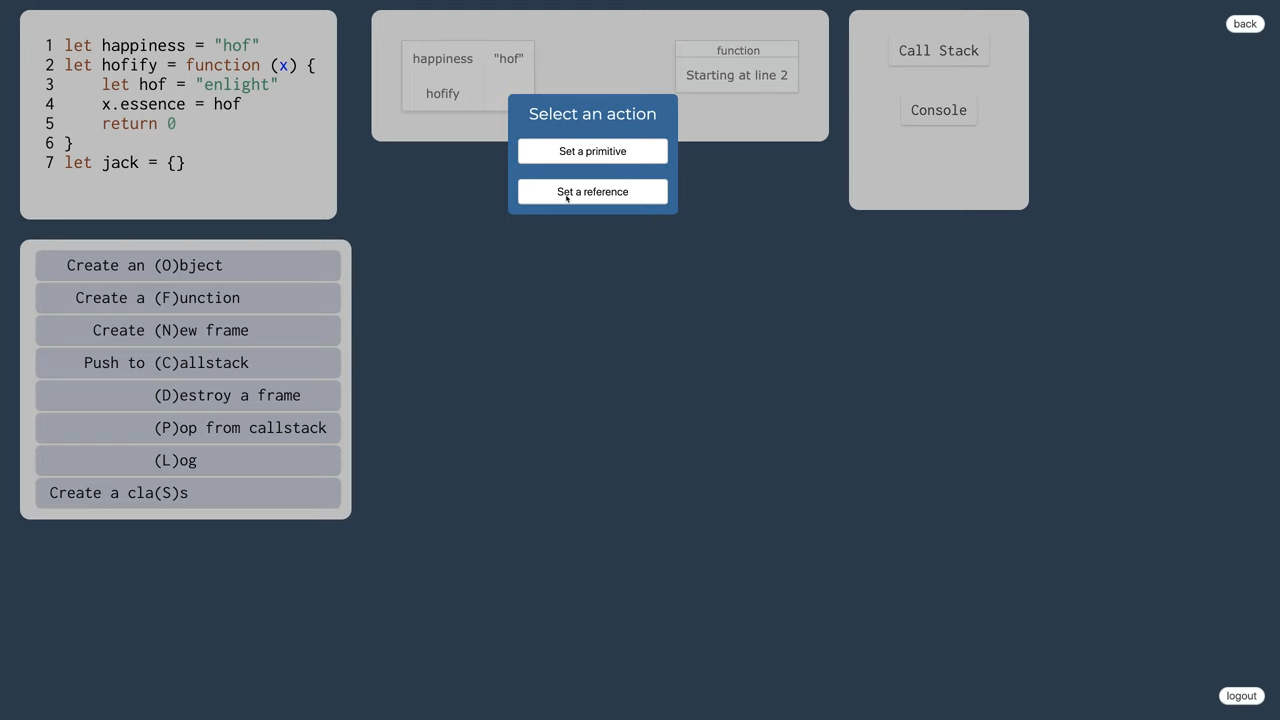 1 let happiness = "hof"
2 let hofify = function (x) {
3 let hof = "enlight"
4 x.essence = hof
5 return 0
6 }
7 let jack = {}
happiness "hof"
hofify
function
Starting at line 2
Select an action
Set a primitive
Set a reference
Call Stack
Console
back
Create an (O)bject
Create a (F)unction
Create (N)ew frame
Push to (C)allstack
(D)estroy a frame
(P)op from callstack
(L)og
Create a cla(S)s
logout